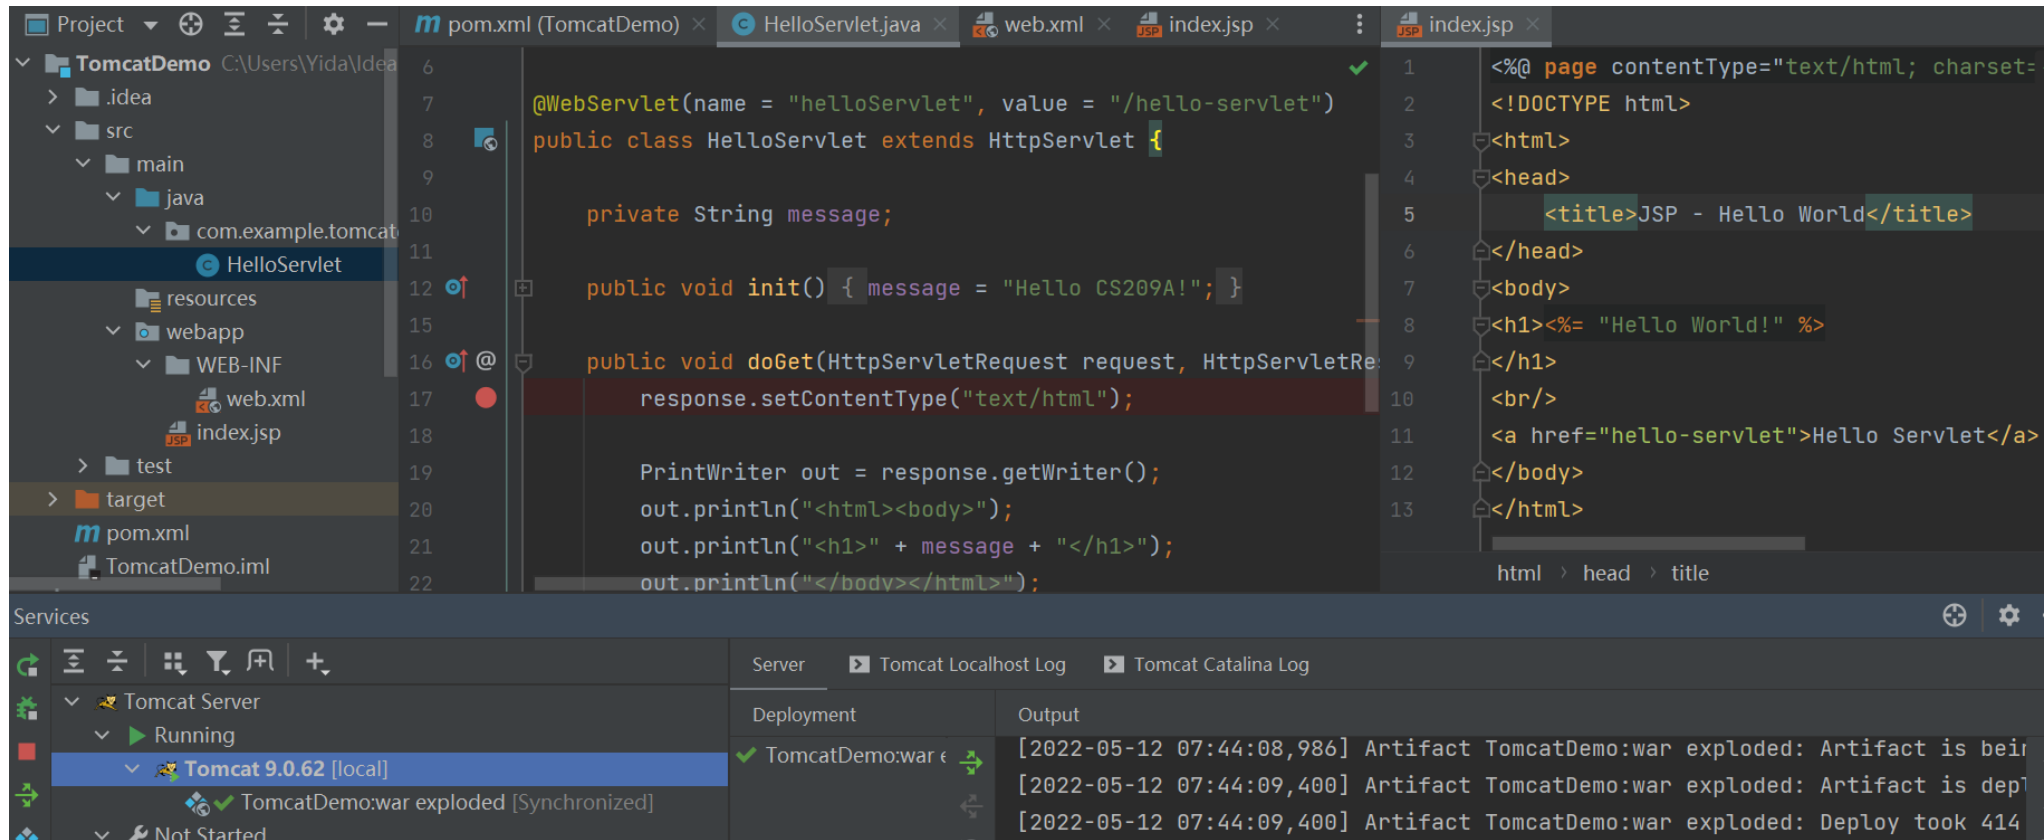 Project
pom.xml (TomcatDemo)
HelloServlet.java
web.xml
index.jsp
index.jsp
TomcatDemo C:\Users\Yida\Idea
.idea
src
main
java
com.example.tomcat
HelloServlet
resources
webapp
WEB-INF
web.xml
index.jsp
test
target
pom.xml
TomcatDemo.iml
6
7 @WebServlet(name = "helloServlet", value = "/hello-servlet")
8 public class HelloServlet extends HttpServlet {
9
10 private String message;
11
12 public void init() { message = "Hello CS209A!"; }
15
16 @ public void doGet(HttpServletRequest request, HttpServletRe
17 response.setContentType("text/html");
18
19 PrintWriter out = response.getWriter();
20 out.println("<html><body>");
21 out.println("<h1>" + message + "</h1>");
22 out.println("</body></html>");
1 <%@ page contentType="text/html; charset=
2 <!DOCTYPE html>
3 <html>
4 <head>
5 <title>JSP - Hello World</title>
6 </head>
7 <body>
8 <h1><%= "Hello World!" %>
9 </h1>
10 <br/>
11 <a href="hello-servlet">Hello Servlet</a>
12 </body>
13 </html>
html > head > title
Services
Tomcat Server
Running
Tomcat 9.0.62 [local]
TomcatDemo:war exploded [Synchronized]
Not Started
Server
Tomcat Localhost Log
Tomcat Catalina Log
Deployment
Output
TomcatDemo:war e
[2022-05-12 07:44:08,986] Artifact TomcatDemo:war exploded: Artifact is bein
[2022-05-12 07:44:09,400] Artifact TomcatDemo:war exploded: Artifact is depl
[2022-05-12 07:44:09,400] Artifact TomcatDemo:war exploded: Deploy took 414